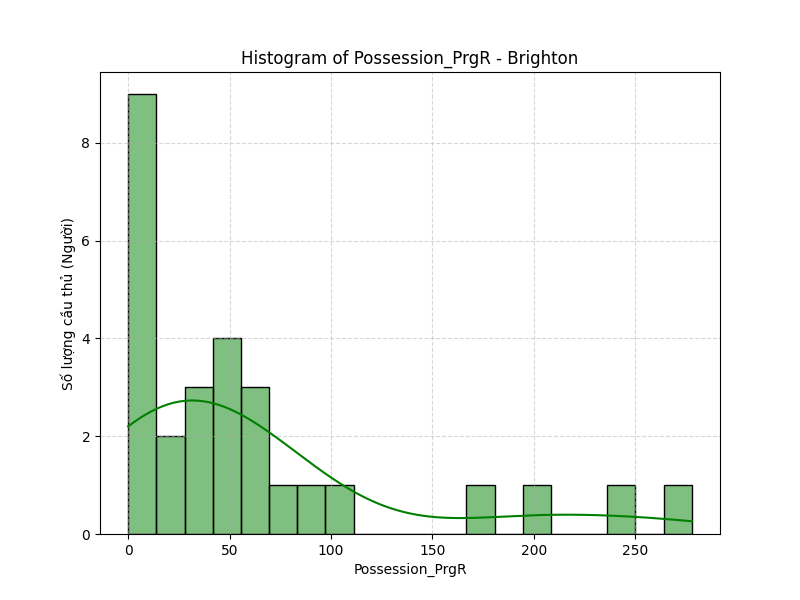 Histogram of Possession_PrgR - Brighton
Số lượng cầu thủ (Người)
8
6
4
2
0
0 50 100 150 200 250
Possession_PrgR